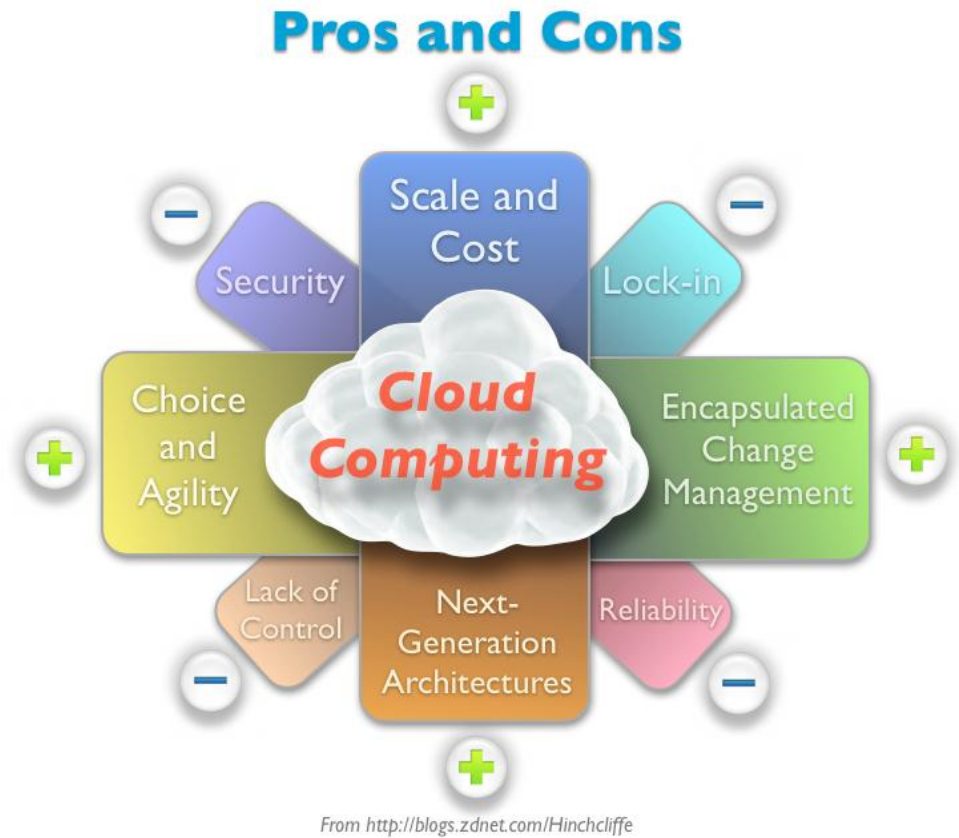 Pros and Cons
Scale and
Cost
Security
Lock-in
Choice
and
Agility
Cloud
Computing
Encapsulated
Change
Management
Lack of
Control
Next-
Generation
Architectures
Reliability
From http://blogs.zdnet.com/Hinchcliffe